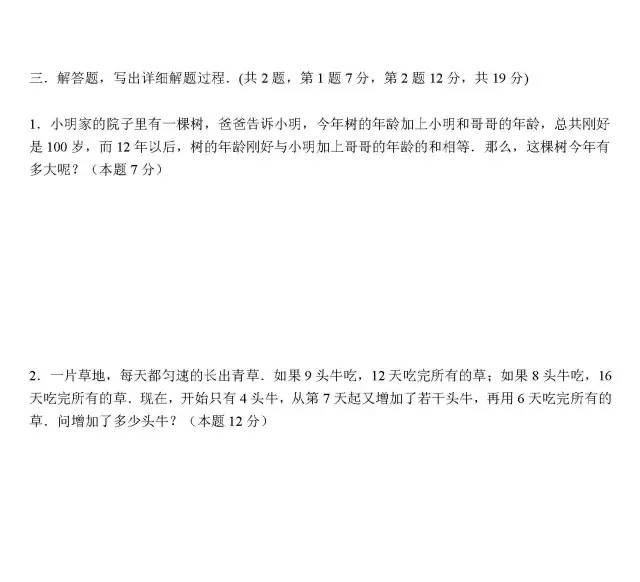 三．解答题，写出详细解题过程．(共 2 题，第 1 题 7 分，第 2 题 12 分，共 19 分)
1．小明家的院子里有一棵树，爸爸告诉小明，今年树的年龄加上小明和哥哥的年龄，总共刚好
是 100 岁，而 12 年以后，树的年龄刚好与小明加上哥哥的年龄的和相等．那么，这棵树今年有
多大呢？（本题 7 分）
2．一片草地，每天都匀速的长出青草．如果 9 头牛吃，12 天吃完所有的草；如果 8 头牛吃，16
天吃完所有的草．现在，开始只有 4 头牛，从第 7 天起又增加了若干头牛，再用 6 天吃完所有的
草．问增加了多少头牛？（本题 12 分）